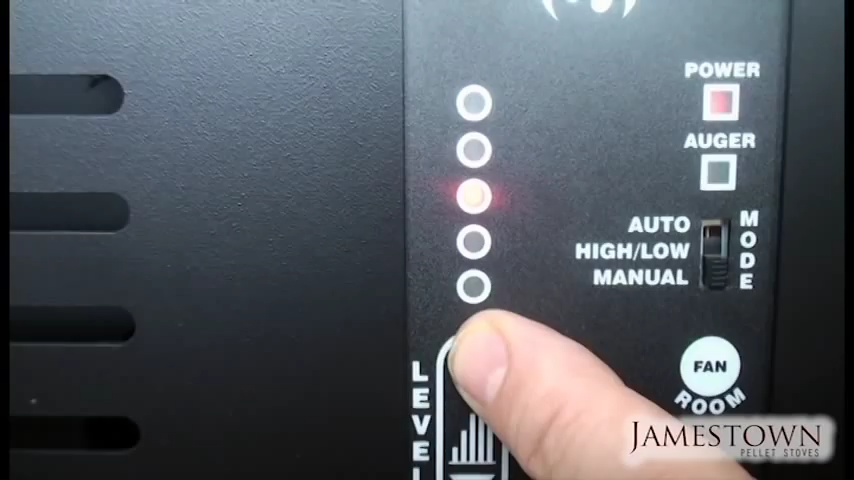 POWER
AUGER
AUTO
HIGH/LOW
MANUAL
MODE
FAN
ROOM
LEVEL
JAMESTOWN
PELLET STOVES